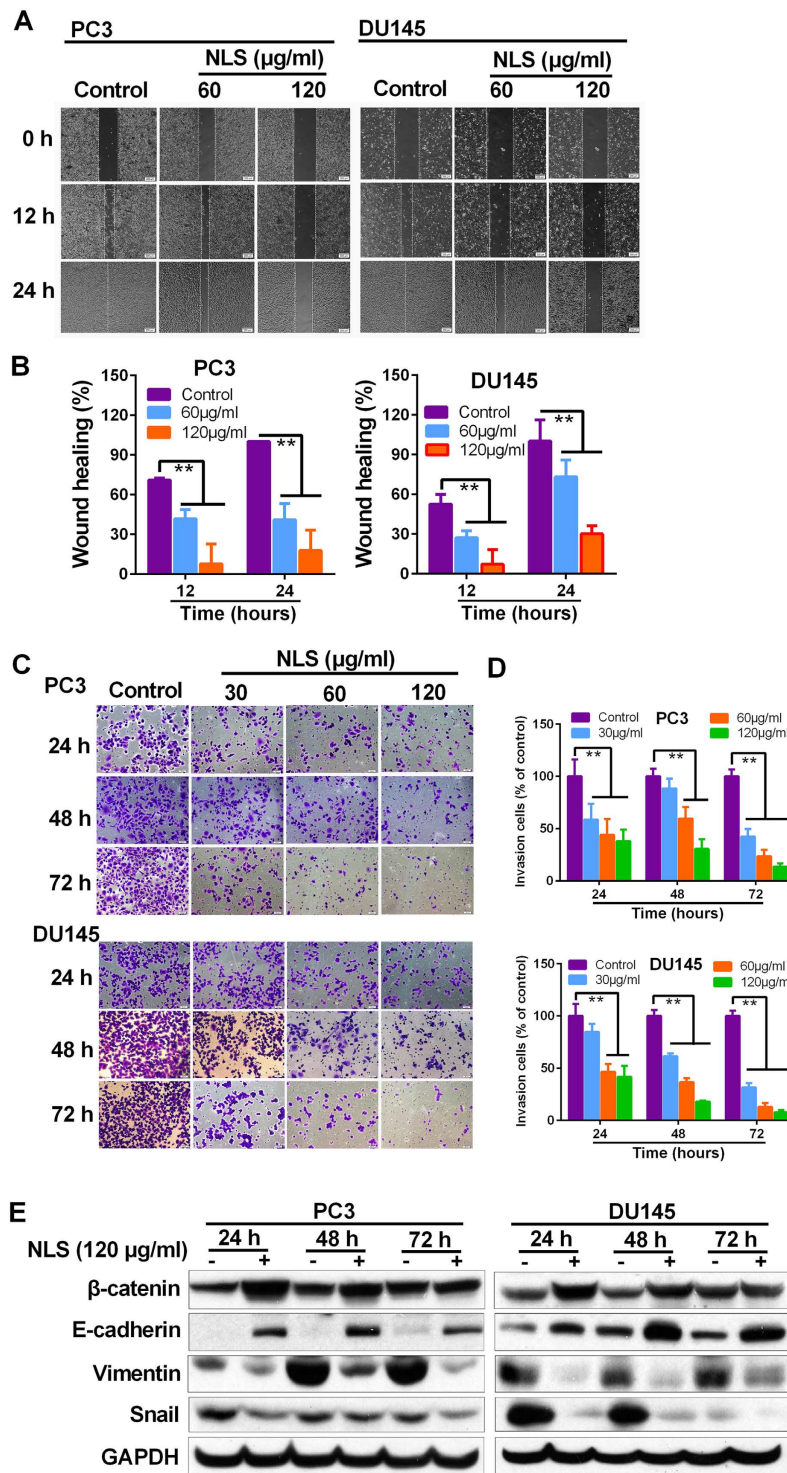 A
PC3
DU145
NLS (µg/ml)
NLS (µg/ml)
Control
60
120
Control
60
120
0 h
12 h
24 h
B
PC3
Wound healing (%)
150
120
90
60
30
0
Control
60µg/ml
120µg/ml
**
**
12
24
Time (hours)
DU145
Wound healing (%)
150
120
90
60
30
0
Control
60µg/ml
120µg/ml
**
**
12
24
Time (hours)
C
NLS (µg/ml)
PC3
Control
30
60
120
24 h
48 h
72 h
DU145
24 h
48 h
72 h
D
Invasion cells (% of control)
150
100
50
0
Control
30µg/ml
PC3
60µg/ml
120µg/ml
**
**
**
24
48
72
Time (hours)
Invasion cells (% of control)
150
100
50
0
Control
30µg/ml
DU145
60µg/ml
120µg/ml
**
**
**
24
48
72
Time (hours)
E
PC3
DU145
24 h
48 h
72 h
24 h
48 h
72 h
NLS (120 µg/ml)
- + - + - +
- + - + - +
β-catenin
E-cadherin
Vimentin
Snail
GAPDH